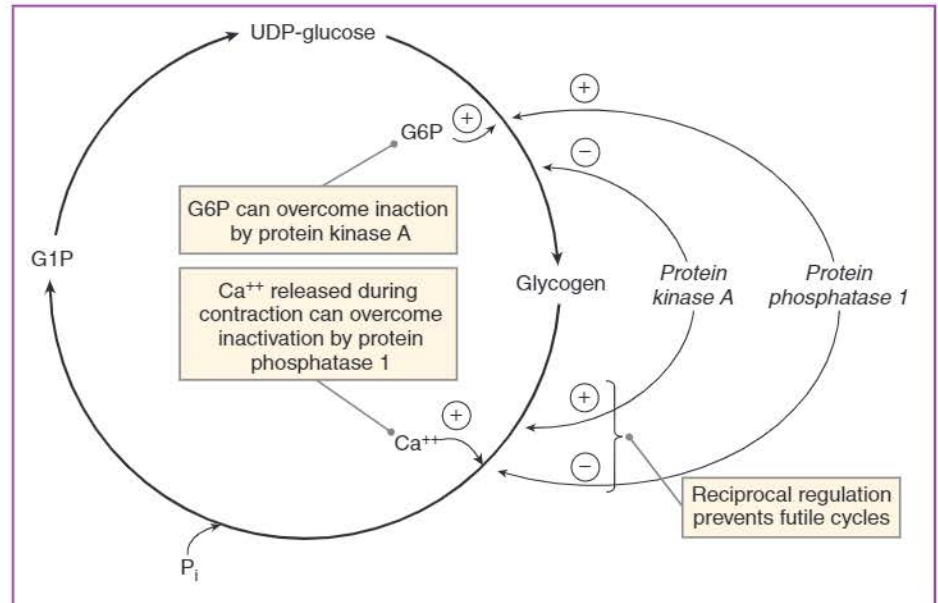 UDP-glucose
+
G6P
+
−
G6P can overcome inaction
by protein kinase A
G1P
Glycogen
Protein
kinase A
Protein
phosphatase 1
Ca++ released during
contraction can overcome
inactivation by protein
phosphatase 1
+
+
Ca++
−
Reciprocal regulation
prevents futile cycles
Pi